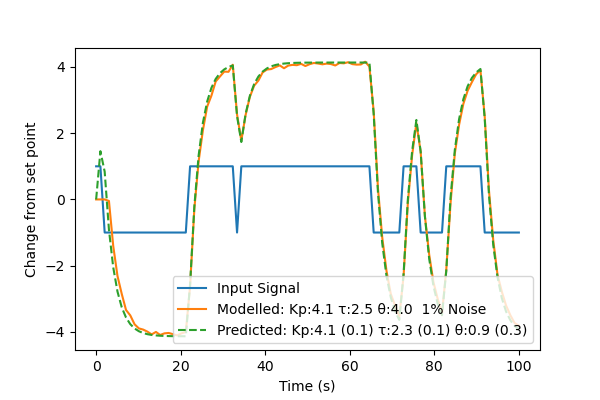 4
2
0
−2
−4
Change from set point
Input Signal
Modelled: Kp:4.1 τ:2.5 θ:4.0  1% Noise
Predicted: Kp:4.1 (0.1) τ:2.3 (0.1) θ:0.9 (0.3)
0 20 40 60 80 100
Time (s)